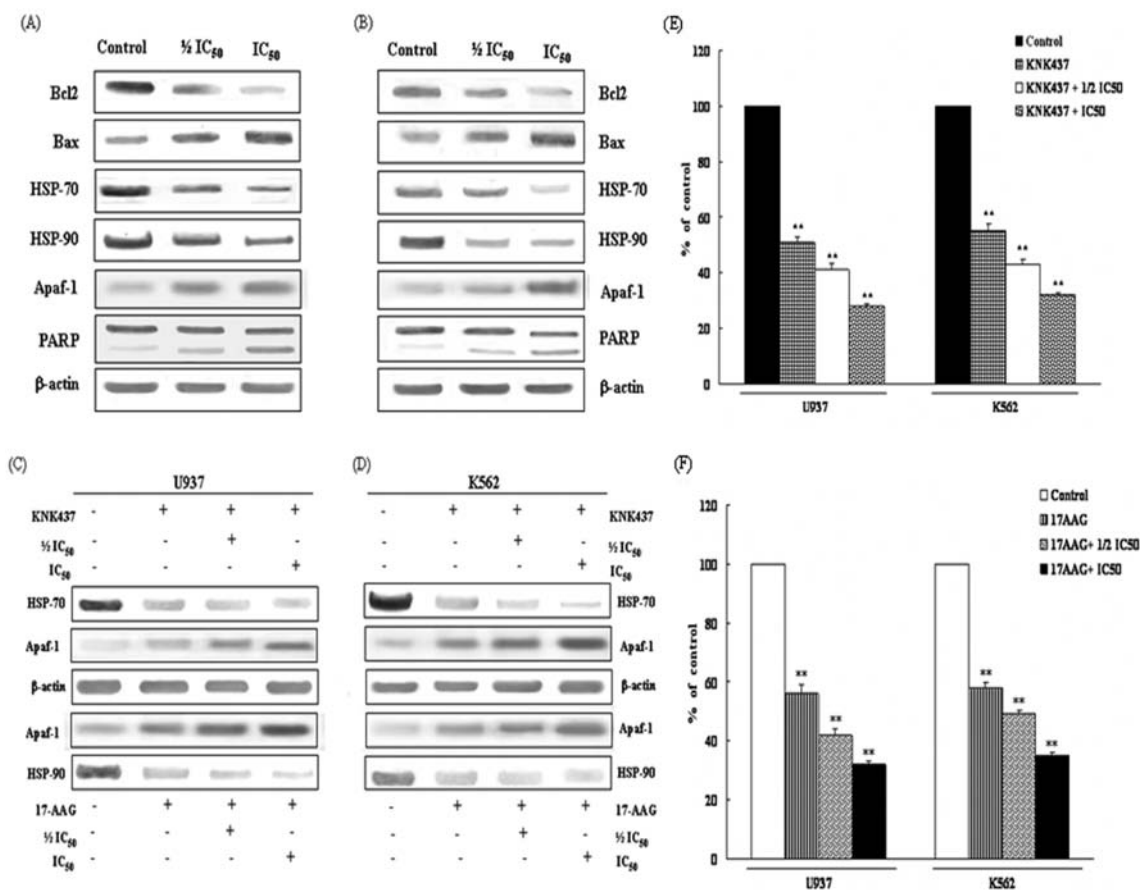 (A)
Control ½ IC50 IC50
Bcl2
Bax
HSP-70
HSP-90
Apaf-1
PARP
β-actin
(B)
Control ½ IC50 IC50
Bcl2
Bax
HSP-70
HSP-90
Apaf-1
PARP
β-actin
(E)
Control
KNK437
KNK437 + 1/2 IC50
KNK437 + IC50
% of control
120
100
80
60
40
20
0
** ** ** ** ** **
U937 K562
(C)
U937
KNK437 - + + +
½ IC50 - - + -
IC50 - - - +
HSP-70
Apaf-1
β-actin
Apaf-1
HSP-90
17-AAG - + + +
½ IC50 - - + -
IC50 - - - +
(D)
K562
- + + + KNK437
- - + - ½ IC50
- - - + IC50
HSP-70
Apaf-1
β-actin
Apaf-1
HSP-90
- + + + 17-AAG
- - + - ½ IC50
- - - + IC50
(F)
Control
17AAG
17AAG+ 1/2 IC50
17AAG+ IC50
% of control
120
100
80
60
40
20
0
** ** ** ** ** **
U937 K562